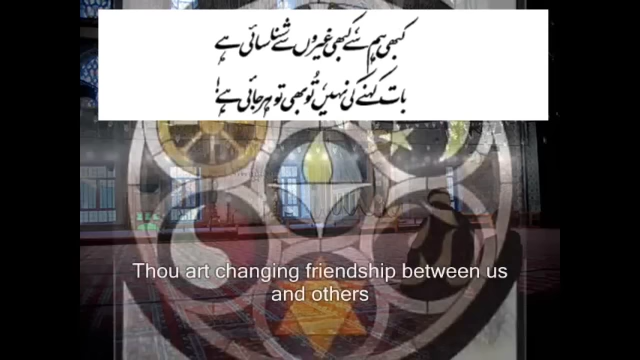 کبھی ہم سے کبھی غیروں سے شناسائی ہے
بات کہنے کی نہیں تُو بھی تو ہرجائی ہے!
Thou art changing friendship between us
and others